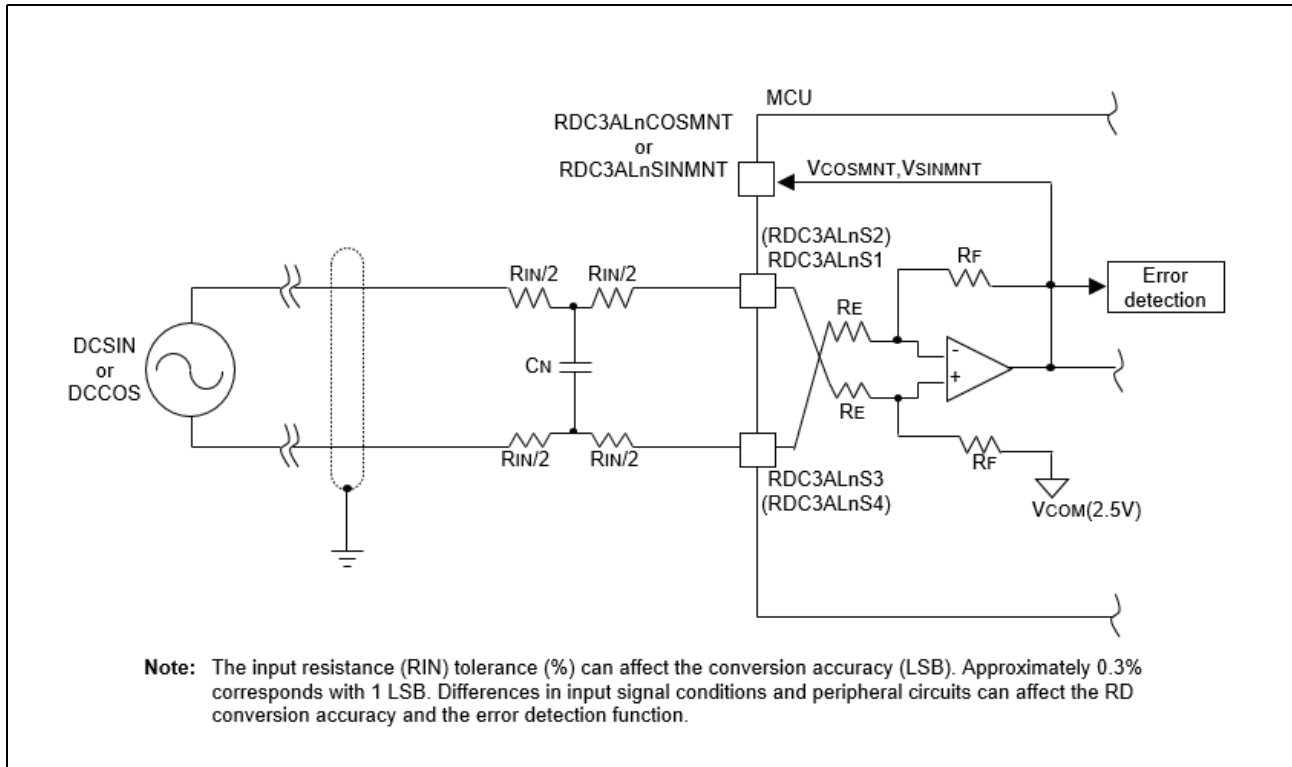 MCU
RDC3ALnCOSMNT
or
RDC3ALnSINMNT
VCOSMNT,VSINMNT
(RDC3ALnS2)
RDC3ALnS1
RF
Error
detection
RIN/2
RIN/2
RE
-
+
DCSIN
or
DCCOS
CN
RE
RIN/2
RIN/2
RF
RDC3ALnS3
(RDC3ALnS4)
VCOM(2.5V)
Note: The input resistance (RIN) tolerance (%) can affect the conversion accuracy (LSB). Approximately 0.3%
corresponds with 1 LSB. Differences in input signal conditions and peripheral circuits can affect the RD
conversion accuracy and the error detection function.